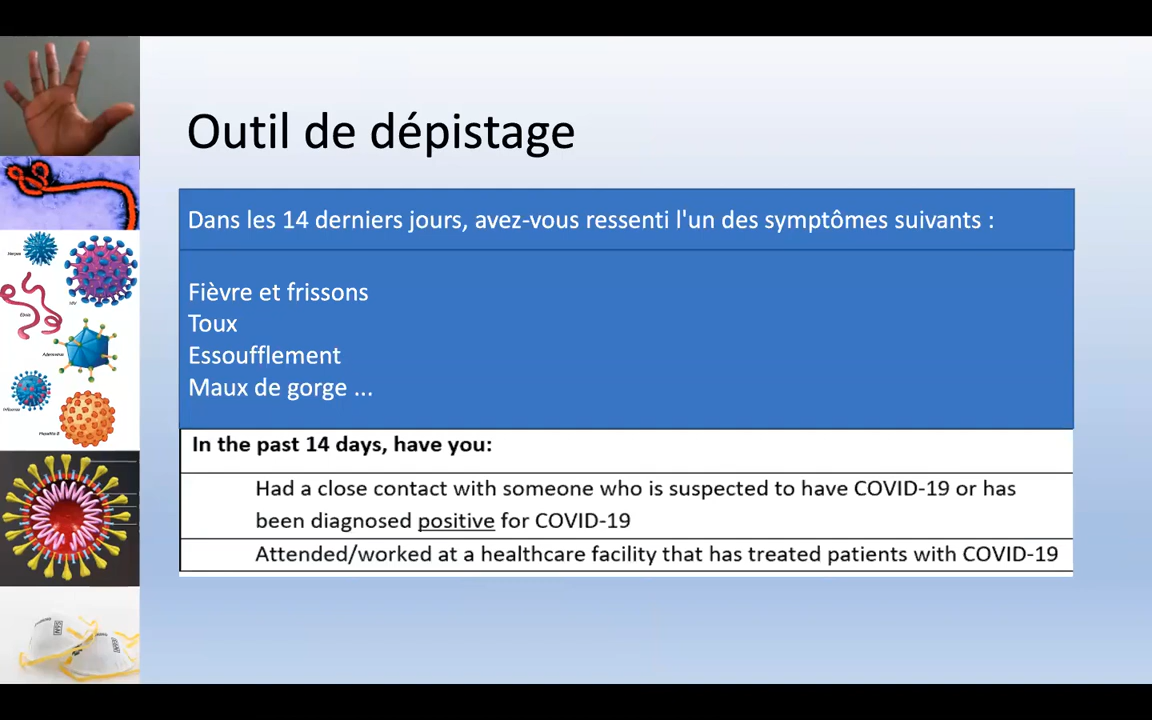 Outil de dépistage
Dans les 14 derniers jours, avez-vous ressenti l'un des symptômes suivants :
Fièvre et frissons
Toux
Essoufflement
Maux de gorge ...
In the past 14 days, have you:
Had a close contact with someone who is suspected to have COVID-19 or has
been diagnosed positive for COVID-19
Attended/worked at a healthcare facility that has treated patients with COVID-19